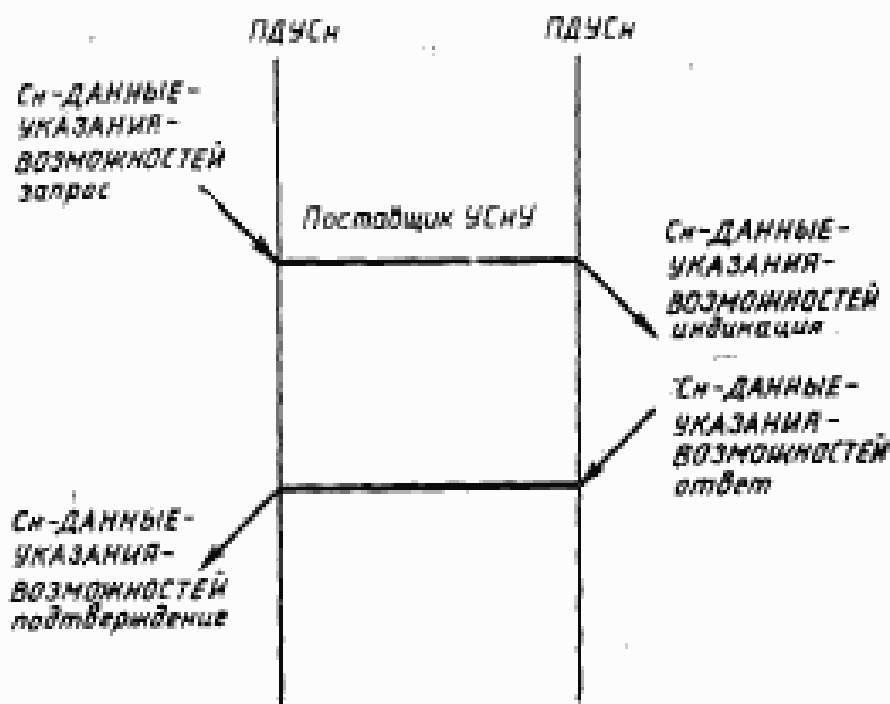 ПДУСн ПДУСн
Сн-ДАННЫЕ-
УКАЗАНИЯ-
ВОЗМОЖНОСТЕЙ
запрос
Поставщик УСнУ
Сн-ДАННЫЕ-
УКАЗАНИЯ-
ВОЗМОЖНОСТЕЙ
индикация
Сн-ДАННЫЕ-
УКАЗАНИЯ-
ВОЗМОЖНОСТЕЙ
ответ
Сн-ДАННЫЕ-
УКАЗАНИЯ-
ВОЗМОЖНОСТЕЙ
подтверждение